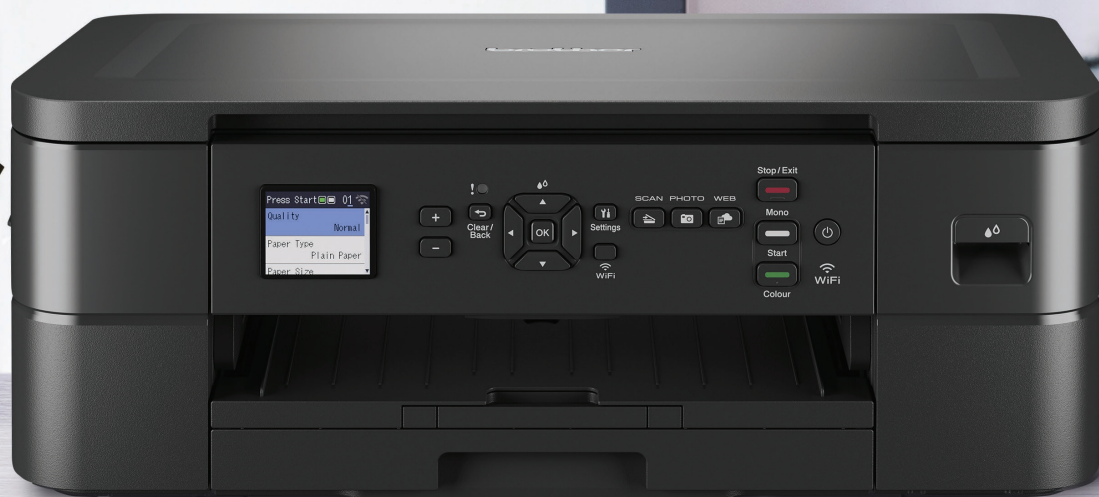 brother
Press Start 01
Quality
Normal
Paper Type
Plain Paper
Paper Size
+
-
!
Clear/
Back
OK
Settings
WiFi
SCAN PHOTO WEB
Stop/Exit
Mono
Start
Colour
WiFi